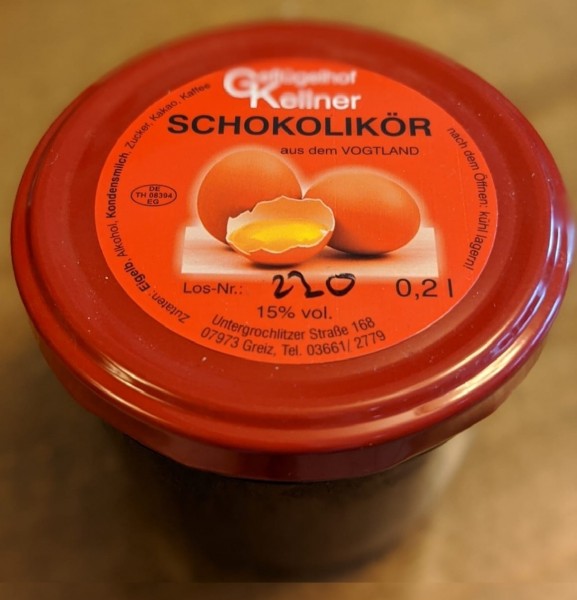 Geflügelhof
Kellner
SCHOKOLIKÖR
aus dem VOGTLAND
Zutaten: Eigelb, Alkohol, Kondensmilch, Zucker, Kakao, Kaffee
nach dem Öffnen: kühl lagern!
DE
TH 08394
EG
Los-Nr.: 220
0,2 l
15% vol.
Untergrochlitzer Straße 168
07973 Greiz, Tel. 03661/ 2779